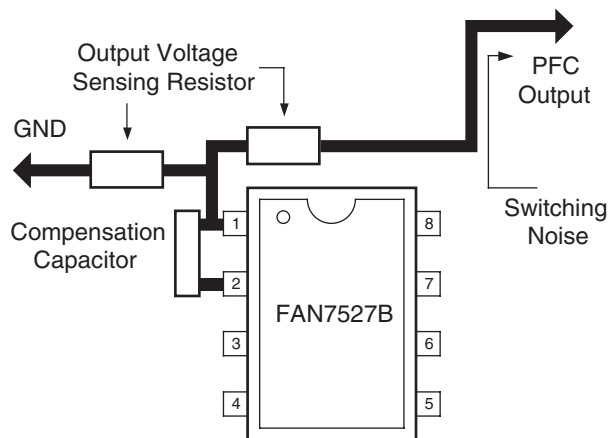 Output Voltage
Sensing Resistor
PFC
Output
GND
Switching
Noise
Compensation
Capacitor
1
8
2
7
FAN7527B
3
6
4
5